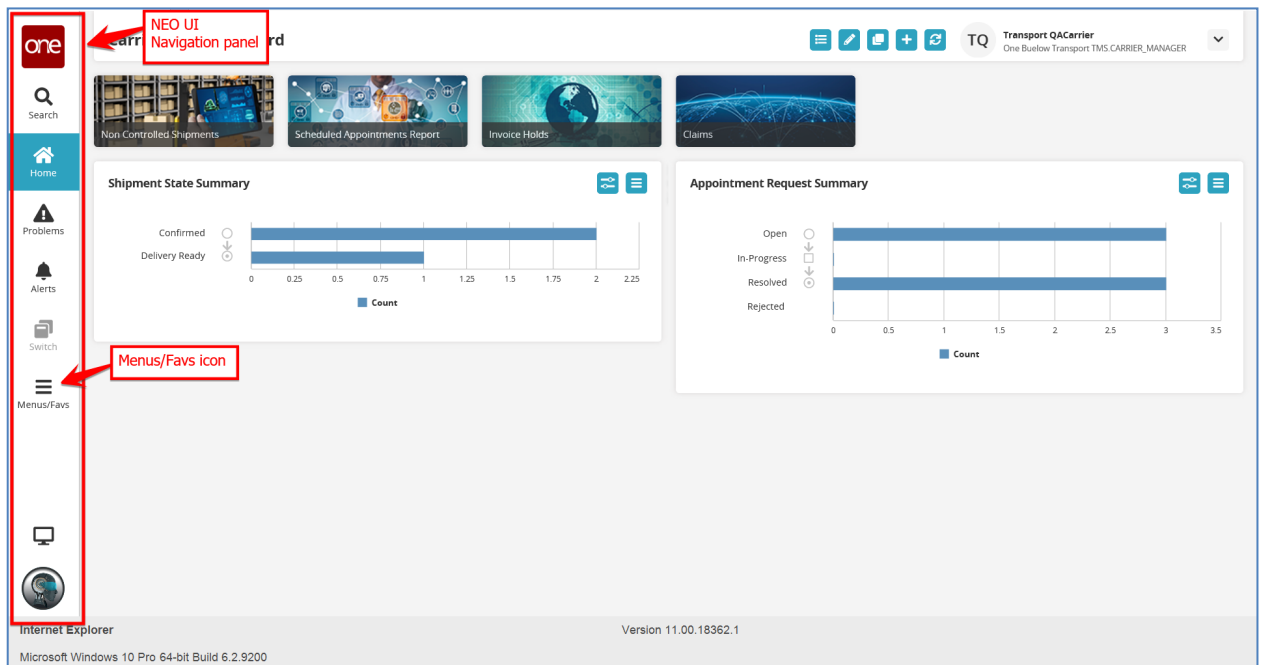 one
NEO UI
Navigation panel
Carr
rd
TQ
Transport QACarrier
One Buelow Transport TMS.CARRIER_MANAGER
Search
Home
Problems
Alerts
Switch
Menus/Favs
Non Controlled Shipments
Scheduled Appointments Report
Invoice Holds
Claims
Shipment State Summary
Confirmed
Delivery Ready
0 0.25 0.5 0.75 1 1.25 1.5 1.75 2 2.25
Count
Appointment Request Summary
Open
In-Progress
Resolved
Rejected
0 0.5 1 1.5 2 2.5 3 3.5
Count
Menus/Favs icon
Internet Explorer
Version 11.00.18362.1
Microsoft Windows 10 Pro 64-bit Build 6.2.9200